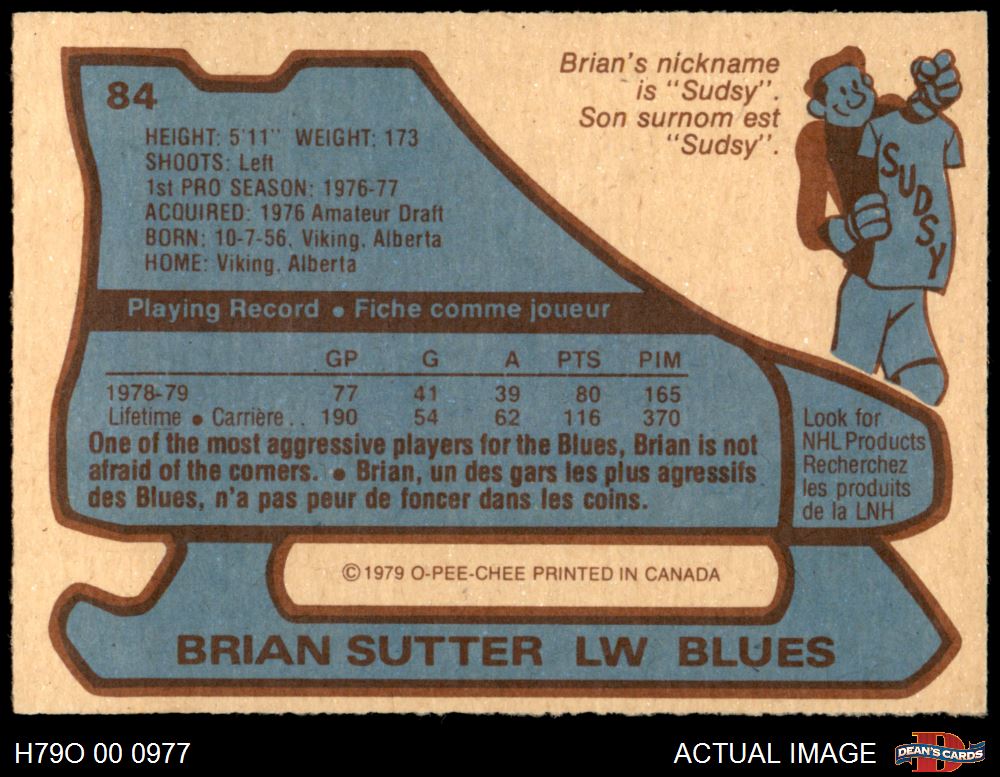 84
HEIGHT: 5'11" WEIGHT: 173
SHOOTS: Left
1st PRO SEASON: 1976-77
ACQUIRED: 1976 Amateur Draft
BORN: 10-7-56, Viking, Alberta
HOME: Viking, Alberta
Brian's nickname
is "Sudsy".
Son surnom est
"Sudsy".
SUDSY
Playing Record • Fiche comme joueur
GP G A PTS PIM
1978-79 77 41 39 80 165
Lifetime • Carrière . . 190 54 62 116 370
One of the most aggressive players for the Blues, Brian is not
afraid of the corners. • Brian, un des gars les plus agressifs
des Blues, n'a pas peur de foncer dans les coins.
Look for
NHL Products
Recherchez
les produits
de la LNH
©1979 O-PEE-CHEE PRINTED IN CANADA
BRIAN SUTTER LW BLUES
H79O 00 0977
ACTUAL IMAGE
D
DEAN'S CARDS